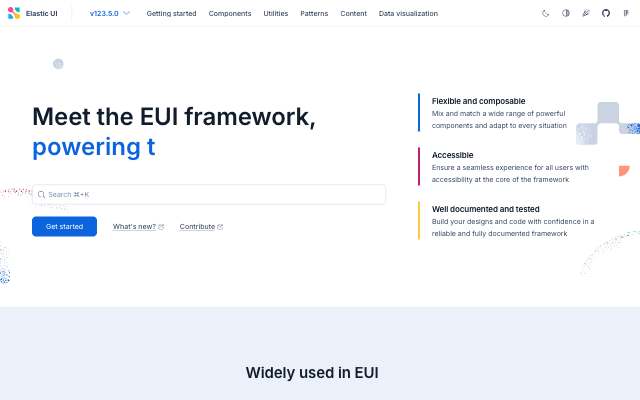 Elastic UI
v123.5.0
Getting started
Components
Utilities
Patterns
Content
Data visualization
Meet the EUI framework,
powering t
Search ⌘+K
Get started
What's new?
Contribute
Flexible and composable
Mix and match a wide range of powerful
components and adapt to every situation
Accessible
Ensure a seamless experience for all users with
accessibility at the core of the framework
Well documented and tested
Build your designs and code with confidence in a
reliable and fully documented framework
Widely used in EUI